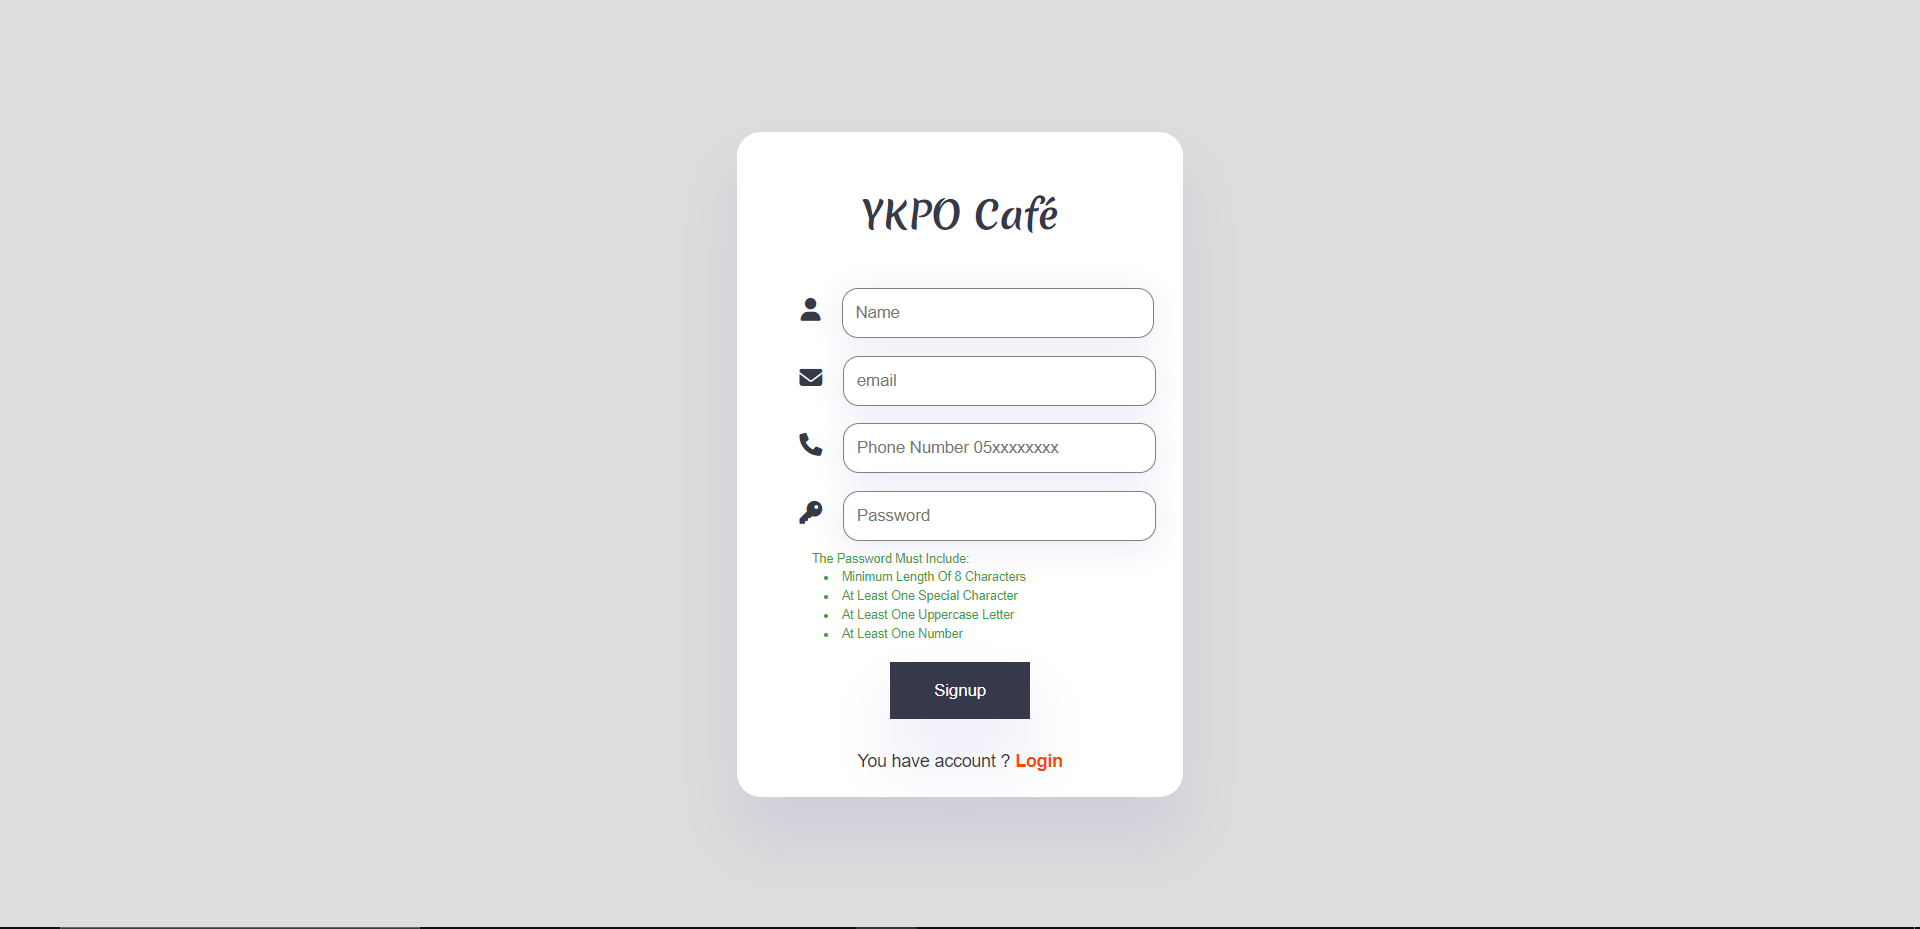 YKPO Café
Name
email
Phone Number 05xxxxxxxx
Password
The Password Must Include:
Minimum Length Of 8 Characters
At Least One Special Character
At Least One Uppercase Letter
At Least One Number
Signup
You have account ? Login